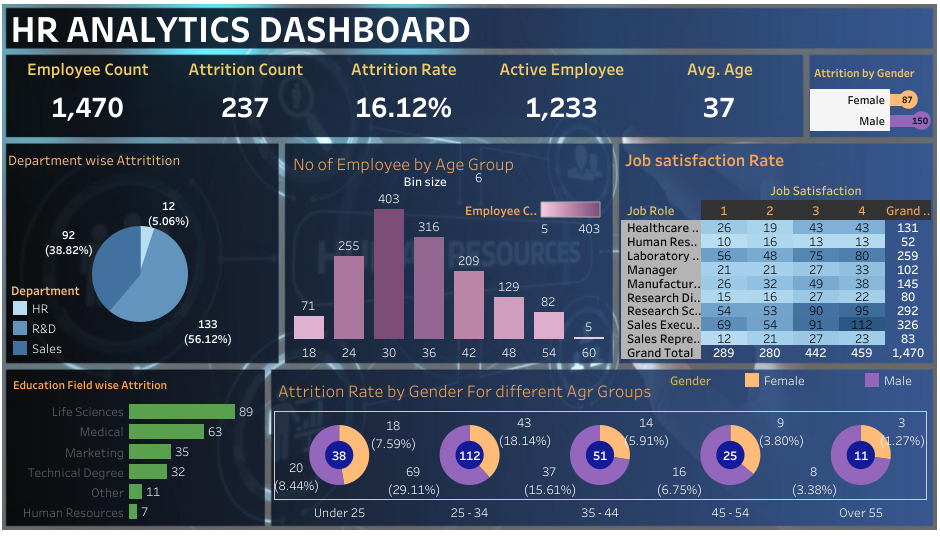 HR ANALYTICS DASHBOARD
Employee Count
1,470
Attrition Count
237
Attrition Rate
16.12%
Active Employee
1,233
Avg. Age
37
Attrition by Gender
Female 87
Male 150
Department wise Attritition
12
(5.06%)
92
(38.82%)
133
(56.12%)
Department
HR
R&D
Sales
No of Employee by Age Group
Bin size 6
Employee C..
5 403
71 255 403 316 209 129 82 5
18 24 30 36 42 48 54 60
Job satisfaction Rate
Job Satisfaction
Job Role 1 2 3 4 Grand ..
Healthcare .. 26 19 43 43 131
Human Res.. 10 16 13 13 52
Laboratory .. 56 48 75 80 259
Manager 21 21 27 33 102
Manufactur.. 26 32 49 38 145
Research Di.. 15 16 27 22 80
Research Sc.. 54 53 90 95 292
Sales Execu.. 69 54 91 112 326
Sales Repre.. 12 21 27 23 83
Grand Total 289 280 442 459 1,470
Education Field wise Attrition
Life Sciences 89
Medical 63
Marketing 35
Technical Degree 32
Other 11
Human Resources 7
Attrition Rate by Gender For different Agr Groups
Gender Female Male
18
(7.59%)
38
20
(8.44%)
Under 25
43
(18.14%)
112
69
(29.11%)
25 - 34
14
(5.91%)
51
37
(15.61%)
35 - 44
9
(3.80%)
25
16
(6.75%)
45 - 54
3
(1.27%)
11
8
(3.38%)
Over 55